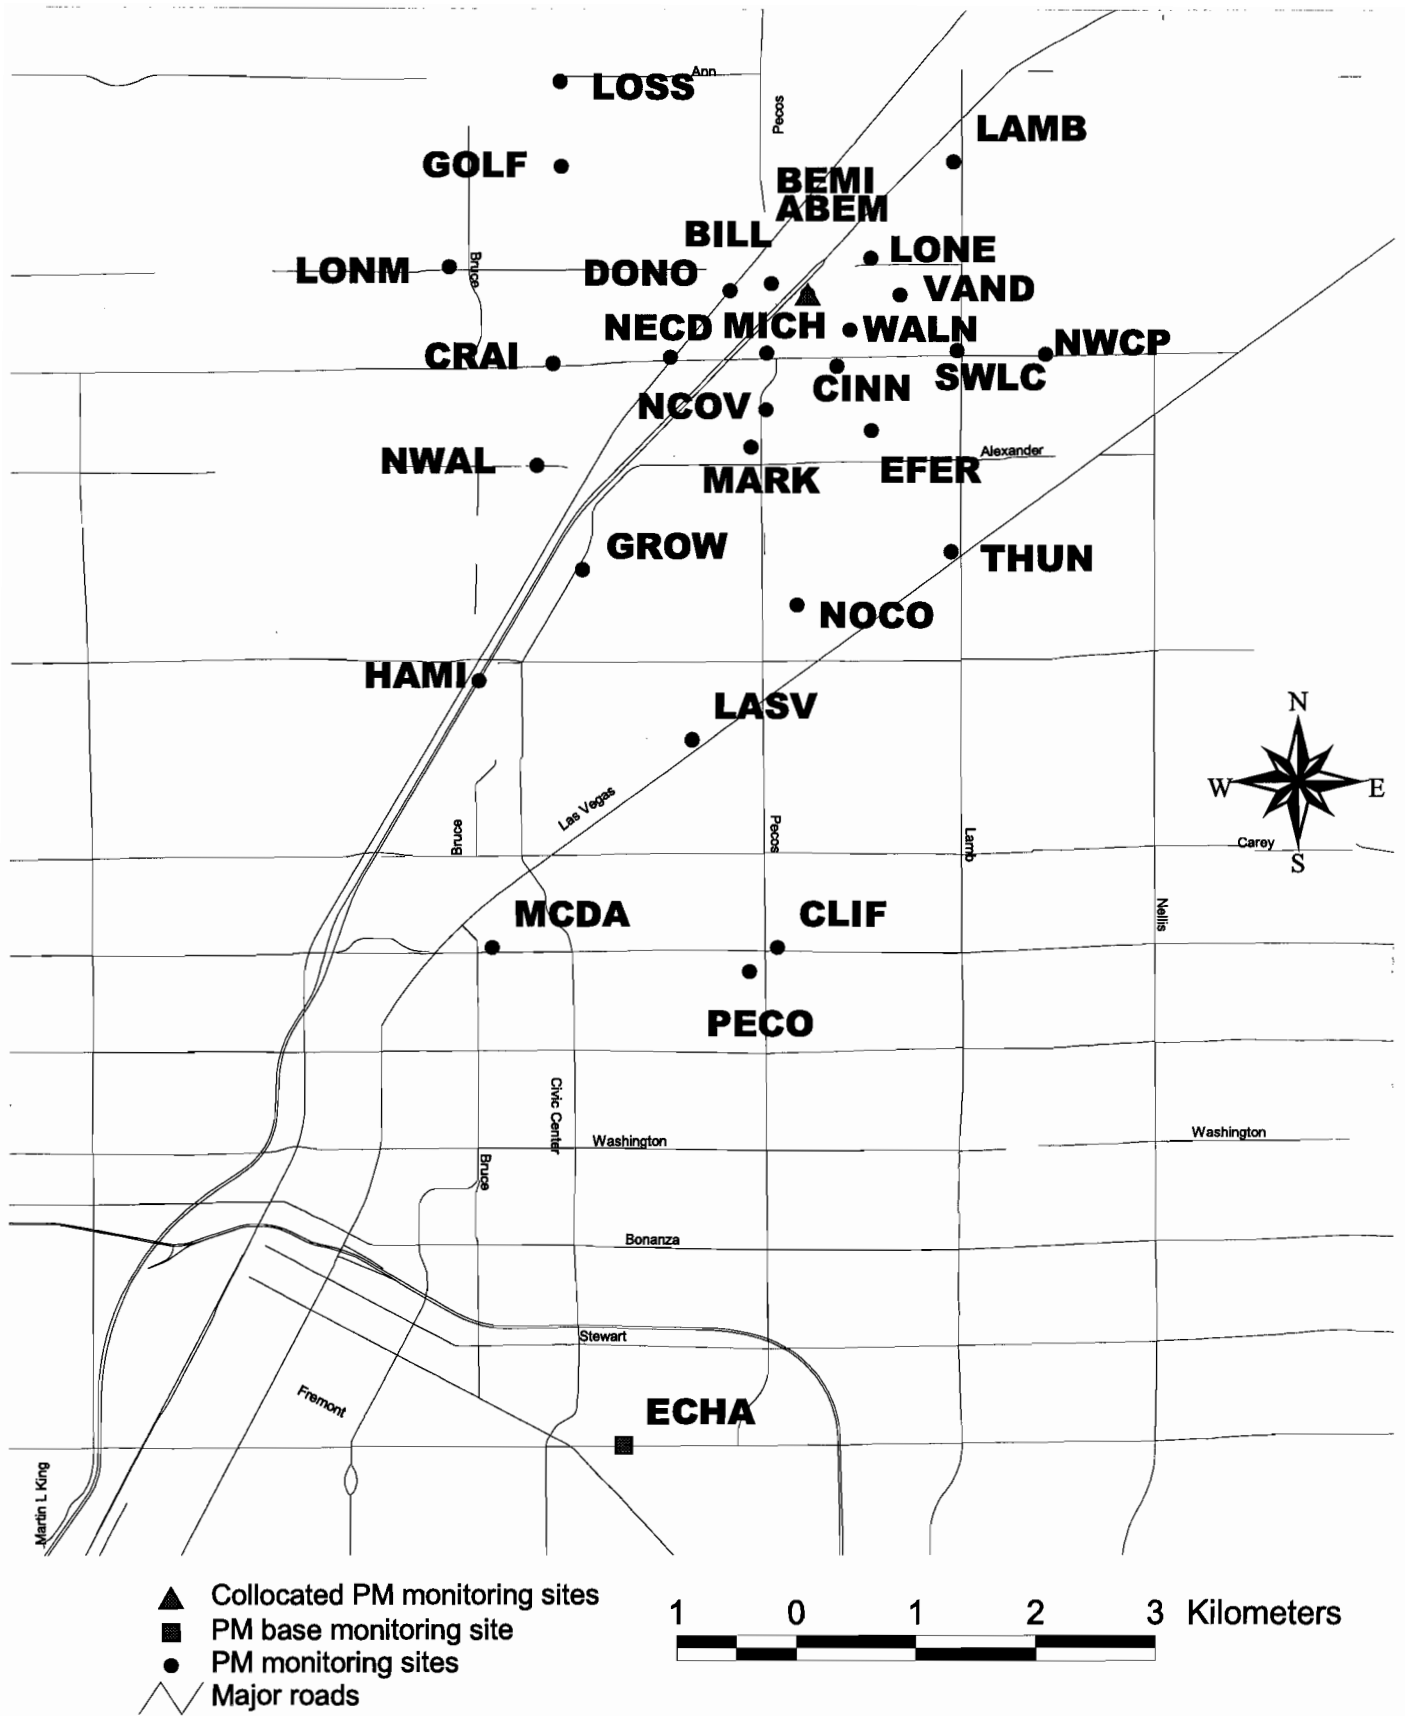 Ann
LOSS
Pecos
LAMB
GOLF
BEMI
ABEM
BILL
LONE
LONM
Bruce
DONO
VAND
NECD
MICH
WALN
NWCP
CRAI
CINN
SWLC
NCOV
NWAL
Alexander
MARK
EFER
GROW
THUN
NOCO
HAMI
LASV
N
W
E
S
Las Vegas
Bruce
Pecos
Lamb
Carey
Nellis
MCDA
CLIF
PECO
Civic Center
Washington
Washington
Bruce
Bonanza
Stewart
Fremont
ECHA
Martin L King
Collocated PM monitoring sites
PM base monitoring site
PM monitoring sites
Major roads
1 0 1 2 3 Kilometers